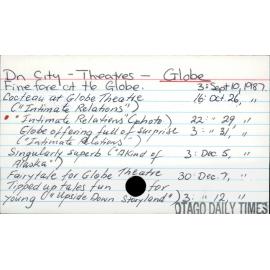 Dn City - Theatres - Globe
Fine fare at the Globe. 3: Sept 10, 1987.
Cocteau at Globe Theatre 16: Oct. 26, "
("Intimate Relations")
* "Intimate Relations" (photo) 22: " 29, "
Globe offering full of surprise 3: " 31, "
("Intimate Relations")
Singularly superb ("A Kind of 3: Dec. 5, "
Alaska")
Fairytale for Globe Theatre 30: Dec. 7, "
Tipped up tales fun for
young ("Upside Down Storyland") 3: " 12, "
OTAGO DAILY TIMES